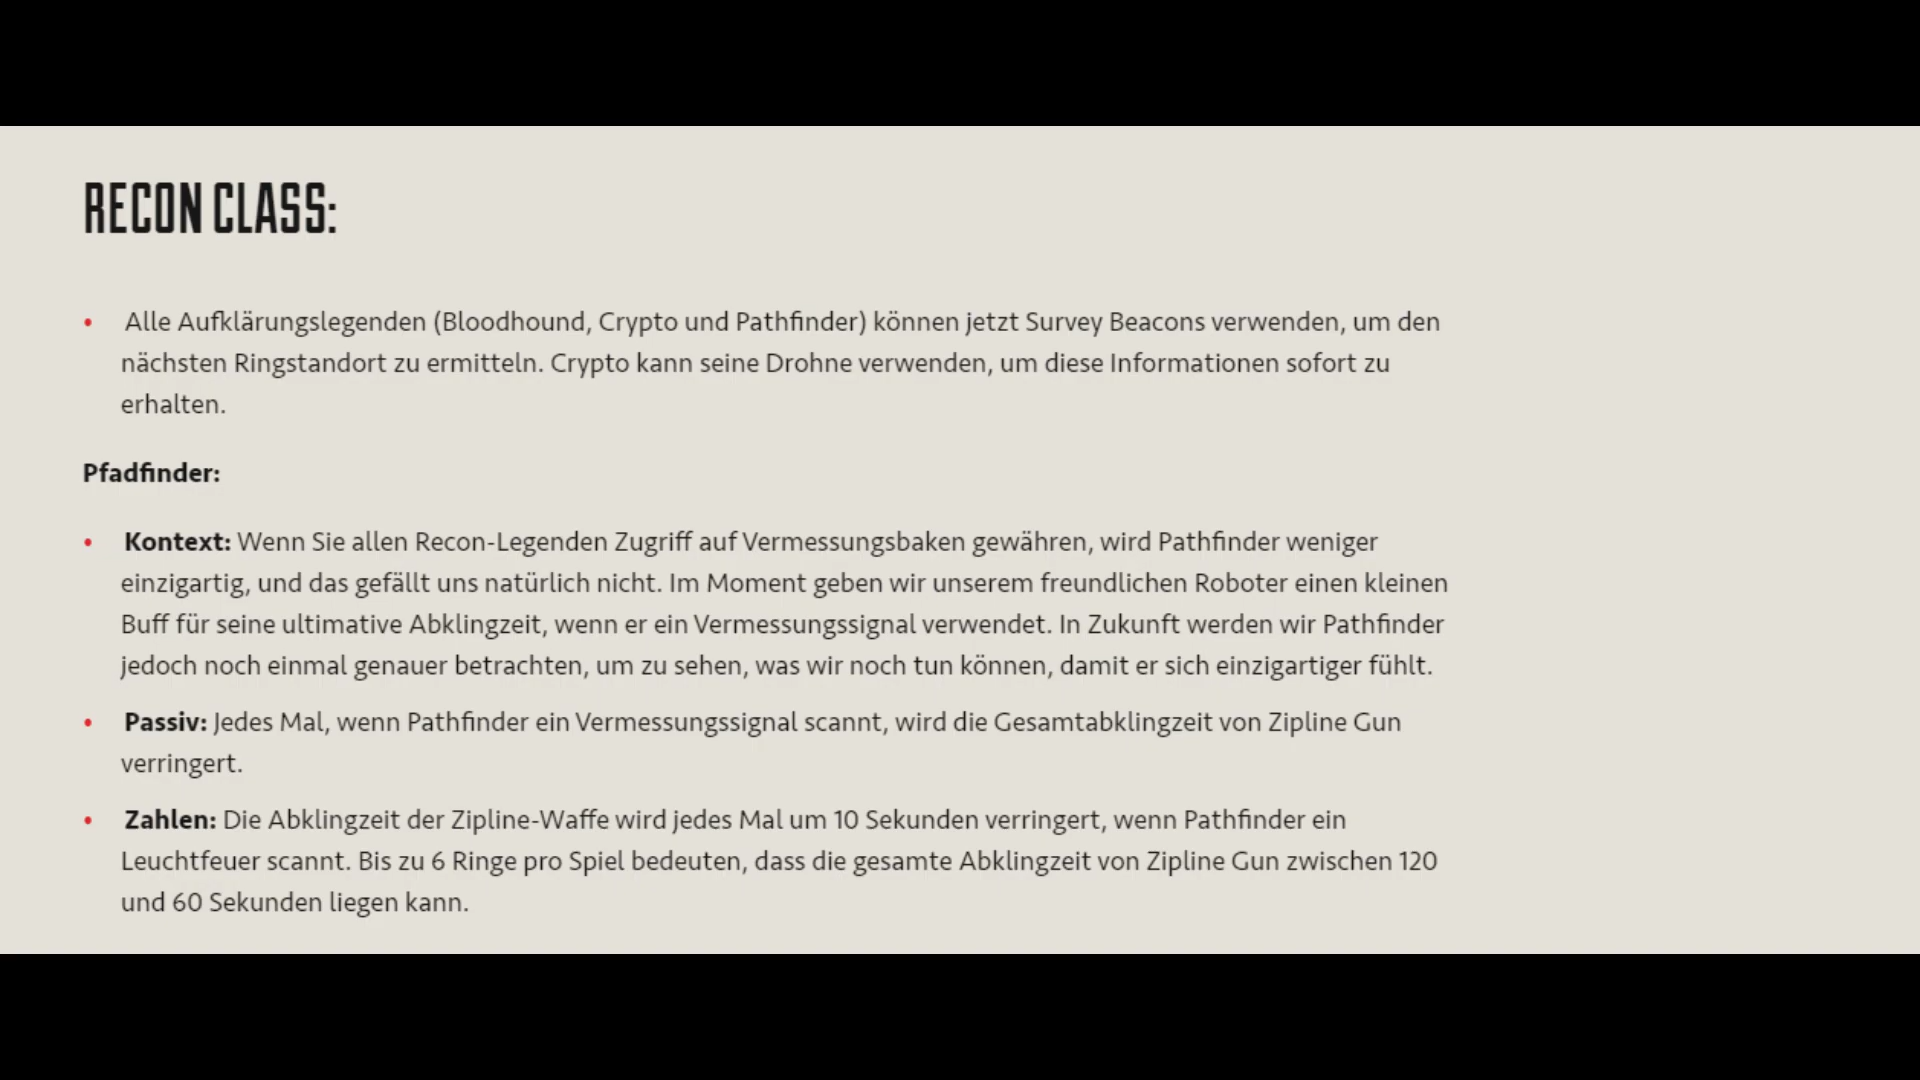 RECON CLASS:
• Alle Aufklärungslegenden (Bloodhound, Crypto und Pathfinder) können jetzt Survey Beacons verwenden, um den
nächsten Ringstandort zu ermitteln. Crypto kann seine Drohne verwenden, um diese Informationen sofort zu
erhalten.
Pfadfinder:
• Kontext: Wenn Sie allen Recon-Legenden Zugriff auf Vermessungsbaken gewähren, wird Pathfinder weniger
einzigartig, und das gefällt uns natürlich nicht. Im Moment geben wir unserem freundlichen Roboter einen kleinen
Buff für seine ultimative Abklingzeit, wenn er ein Vermessungssignal verwendet. In Zukunft werden wir Pathfinder
jedoch noch einmal genauer betrachten, um zu sehen, was wir noch tun können, damit er sich einzigartiger fühlt.
• Passiv: Jedes Mal, wenn Pathfinder ein Vermessungssignal scannt, wird die Gesamtabklingzeit von Zipline Gun
verringert.
• Zahlen: Die Abklingzeit der Zipline-Waffe wird jedes Mal um 10 Sekunden verringert, wenn Pathfinder ein
Leuchtfeuer scannt. Bis zu 6 Ringe pro Spiel bedeuten, dass die gesamte Abklingzeit von Zipline Gun zwischen 120
und 60 Sekunden liegen kann.